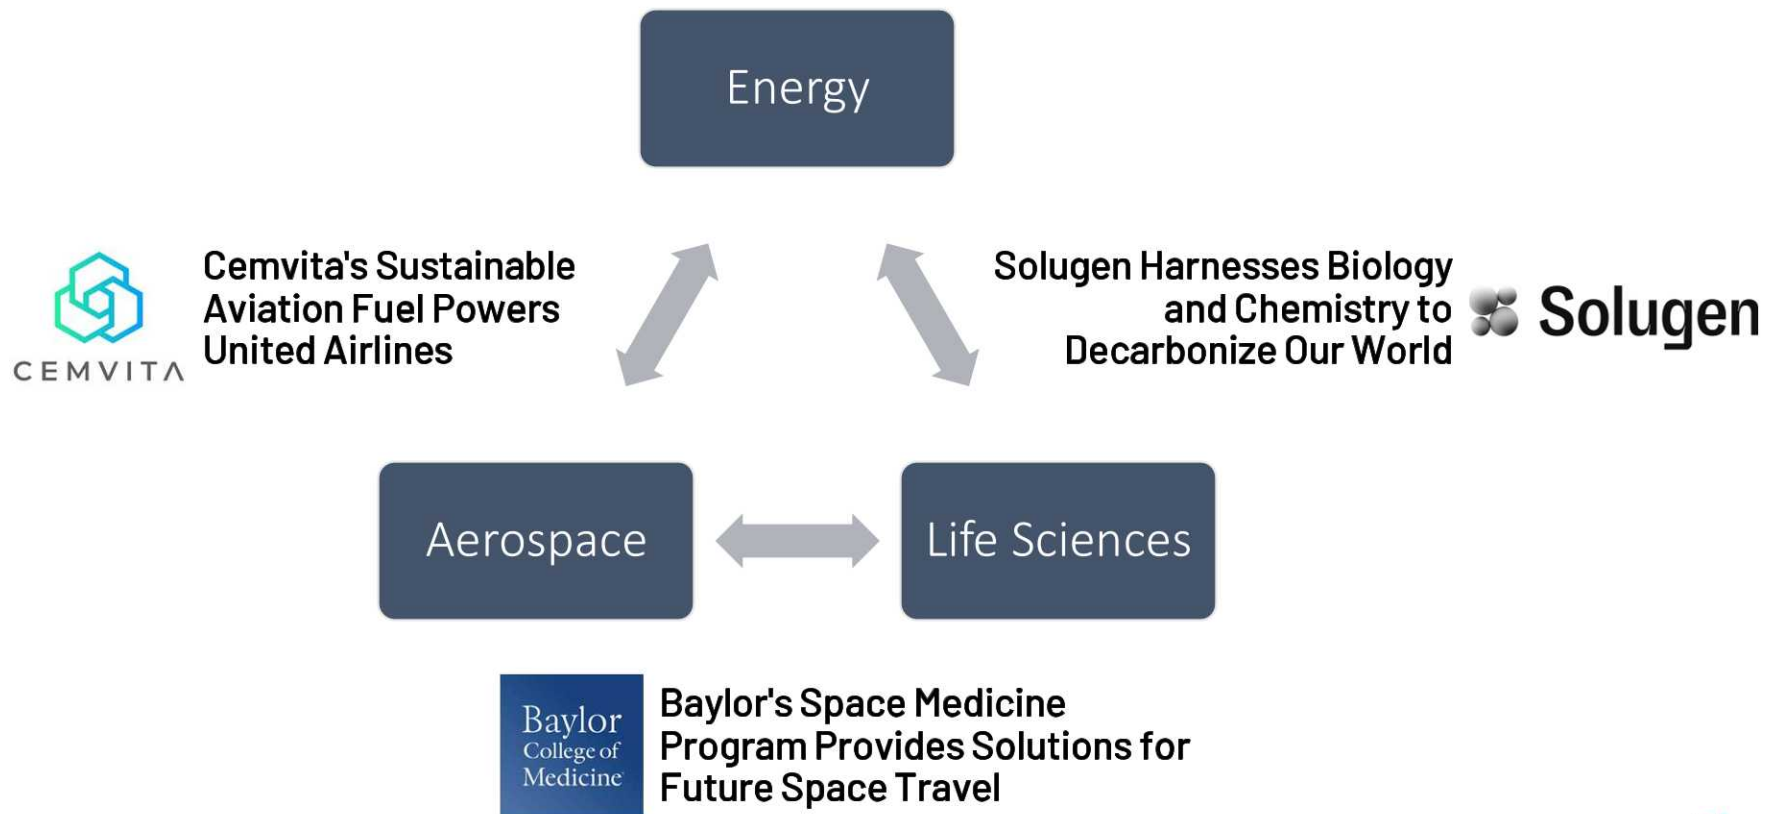 Energy
Cemvita's Sustainable
Aviation Fuel Powers
United Airlines
CEMVITA
Solugen Harnesses Biology
and Chemistry to
Decarbonize Our World
Solugen
Aerospace
Life Sciences
Baylor
College of
Medicine
Baylor's Space Medicine
Program Provides Solutions for
Future Space Travel